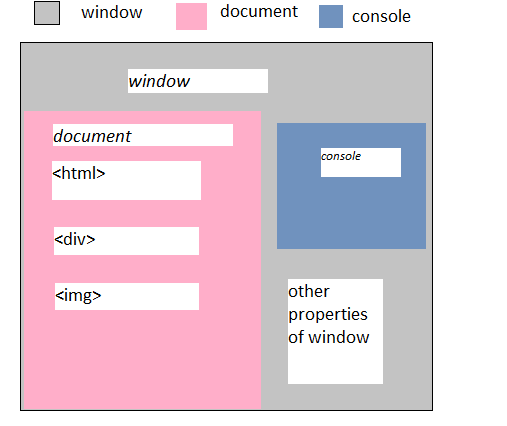 window
document
console
window
document
<html>
<div>
<img>
console
other
properties
of window